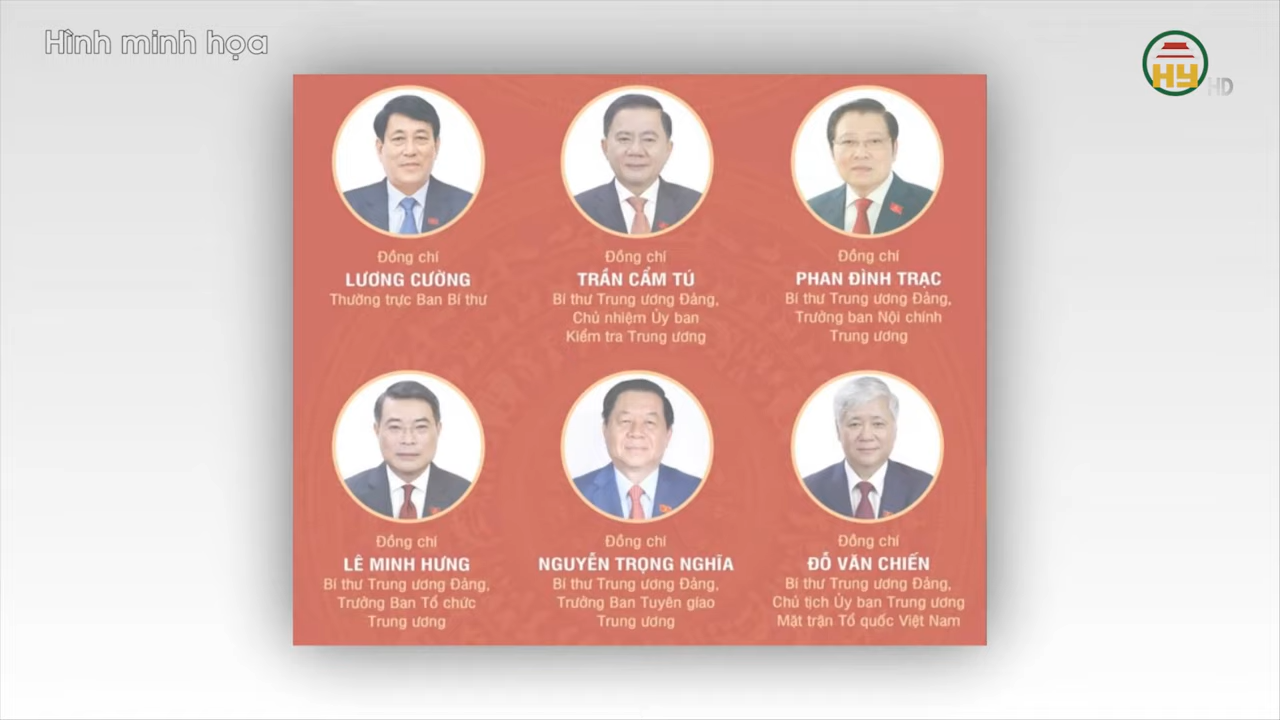 Hình minh họa
HY HD
Đồng chí
LƯƠNG CƯỜNG
Thường trực Ban Bí thư
Đồng chí
TRẦN CẨM TÚ
Bí thư Trung ương Đảng,
Chủ nhiệm Ủy ban
Kiểm tra Trung ương
Đồng chí
PHAN ĐÌNH TRẠC
Bí thư Trung ương Đảng,
Trưởng ban Nội chính
Trung ương
Đồng chí
LÊ MINH HƯNG
Bí thư Trung ương Đảng,
Trưởng Ban Tổ chức
Trung ương
Đồng chí
NGUYỄN TRỌNG NGHĨA
Bí thư Trung ương Đảng,
Trưởng Ban Tuyên giao
Trung ương
Đồng chí
ĐỖ VĂN CHIẾN
Bí thư Trung ương Đảng,
Chủ tịch Ủy ban Trung ương
Mặt trận Tổ quốc Việt Nam